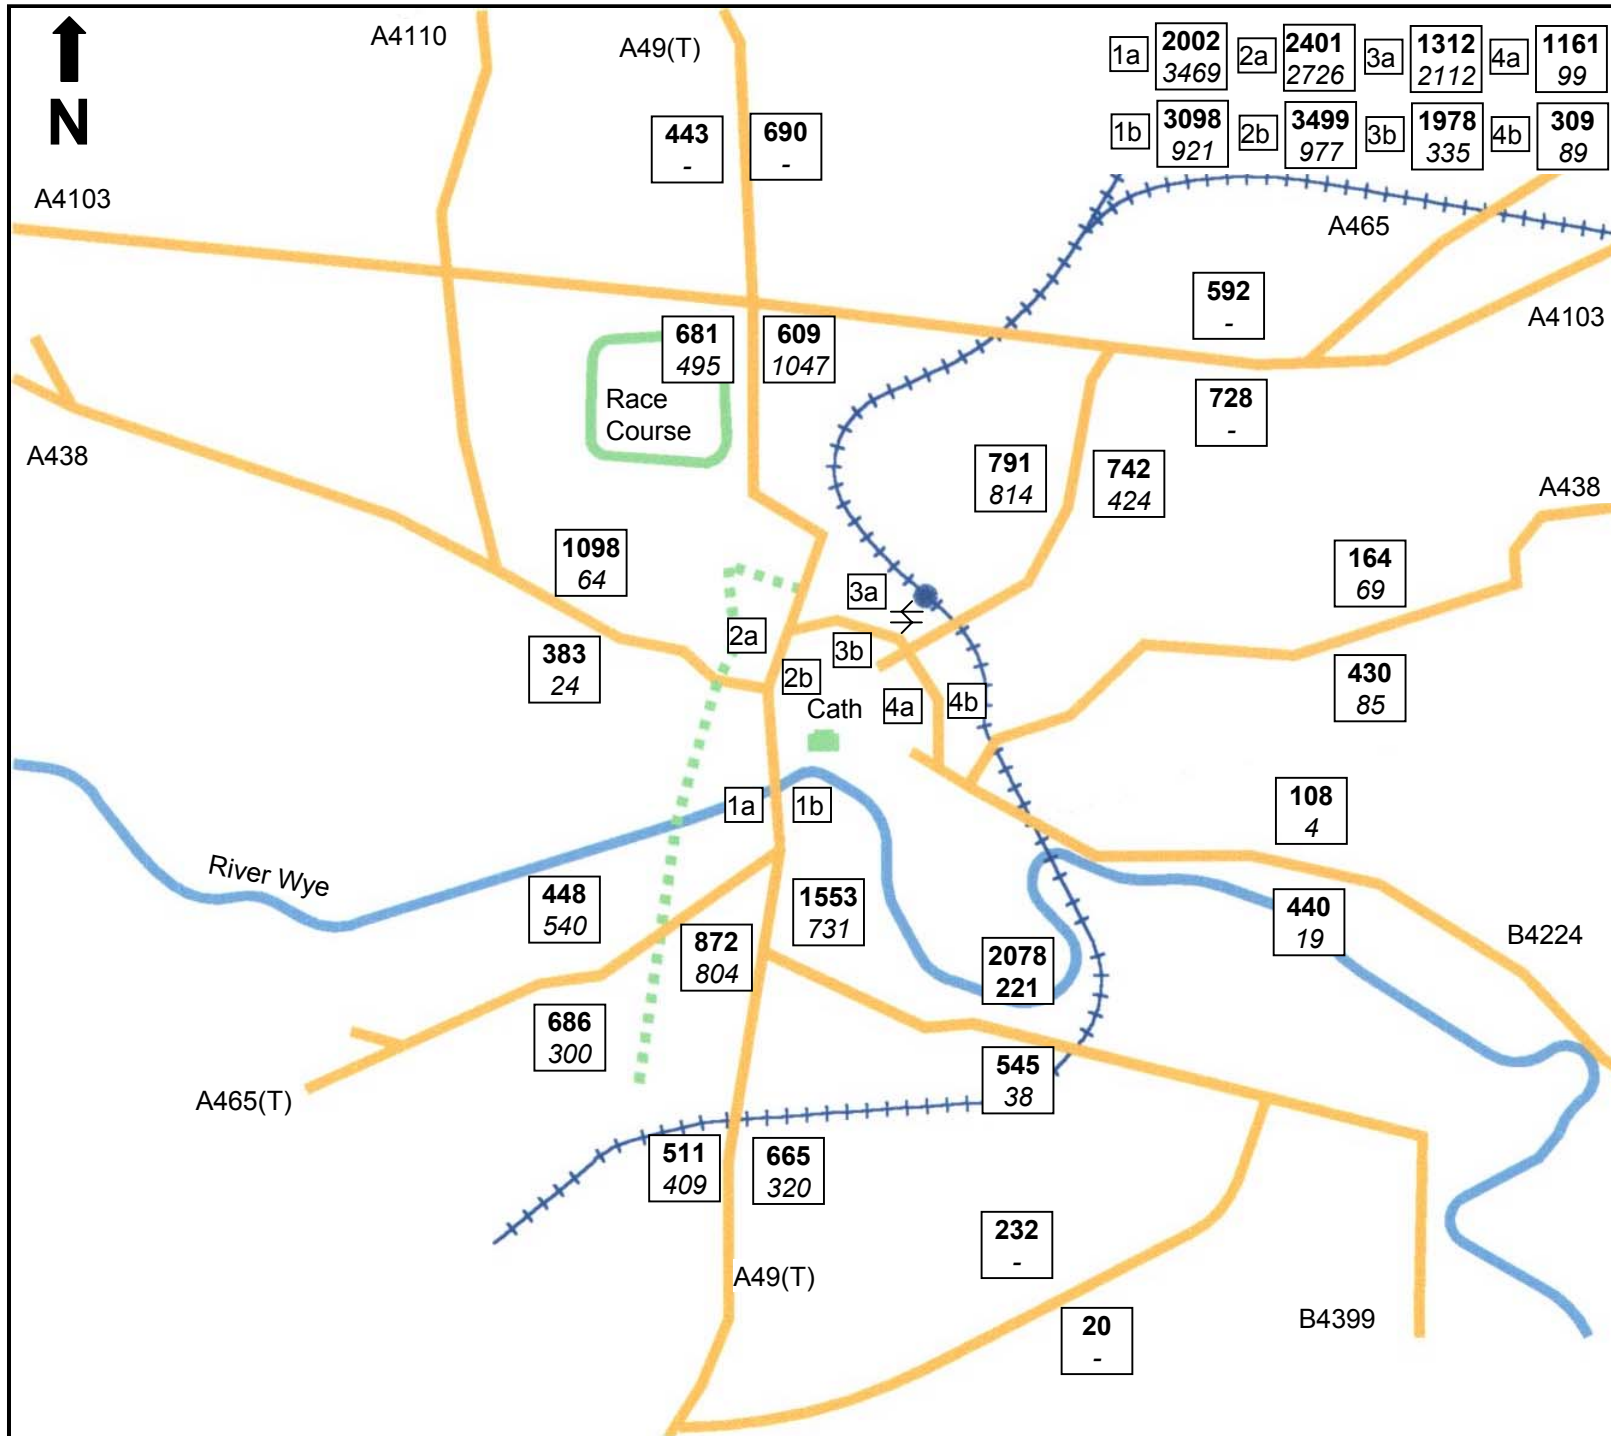 A4110
A49(T)
1a
2002
3469
2a
2401
2726
3a
1312
2112
4a
1161
99
N
1b
3098
921
2b
3499
977
3b
1978
335
4b
309
89
443
-
690
-
A4103
A465
592
-
A4103
681
495
609
1047
Race
Course
728
-
A438
791
814
742
424
A438
1098
64
164
69
3a
2a
3b
383
24
2b
430
85
4a
4b
Cath
1a
1b
108
4
River Wye
448
540
1553
731
440
19
872
804
B4224
2078
221
686
300
545
38
A465(T)
511
409
665
320
232
-
A49(T)
20
-
B4399